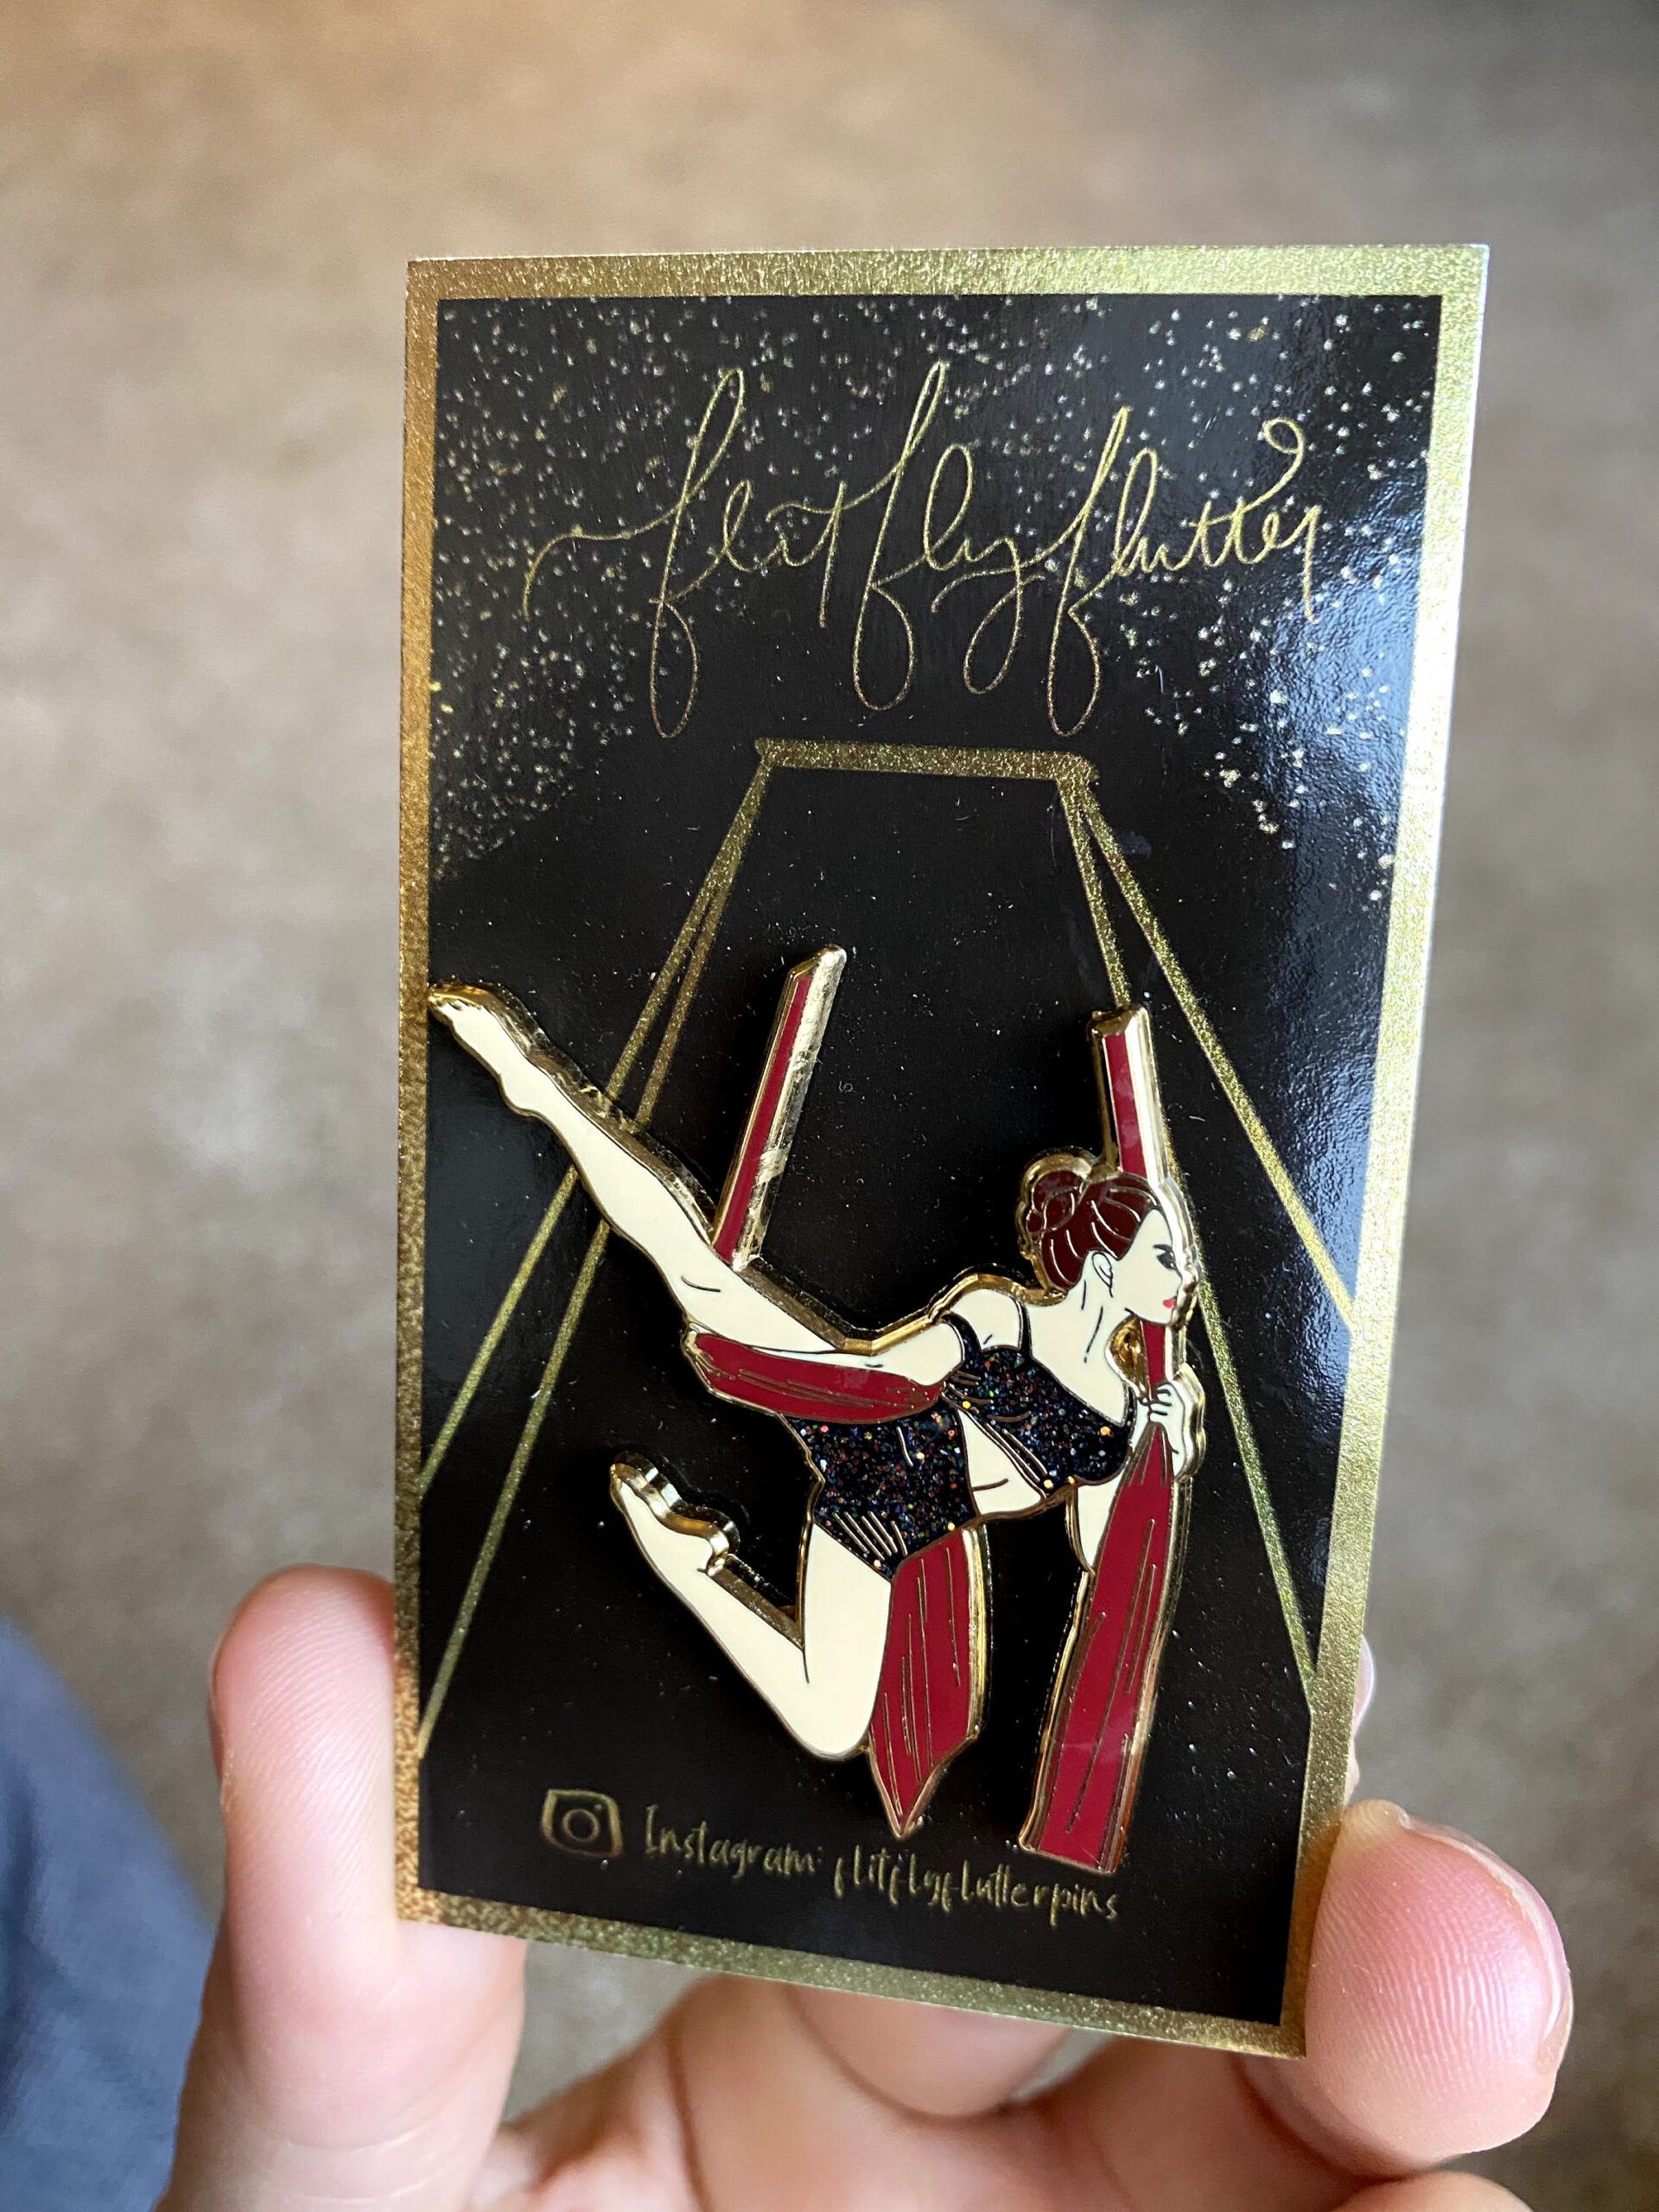 flit fly flutter
Instagram: flitflyflutterpins